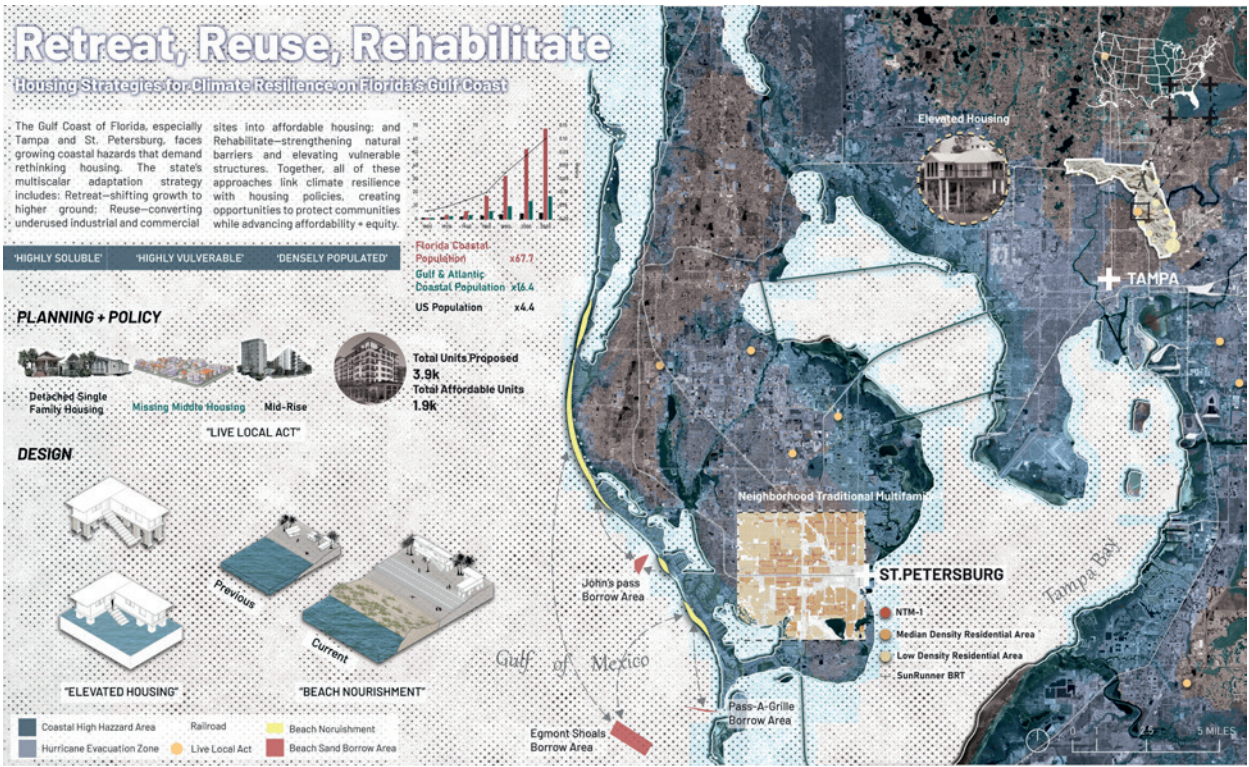 Retreat, Reuse, Rehabilitate
Housing Strategies for Climate Resilience on Florida's Gulf Coast
The Gulf Coast of Florida, especially
Tampa and St. Petersburg, faces
growing coastal hazards that demand
rethinking housing. The state's
multiscalar adaptation strategy
includes: Retreat—shifting growth to
higher ground; Reuse—converting
underused industrial and commercial
sites into affordable housing; and
Rehabilitate—strengthening natural
barriers and elevating vulnerable
structures. Together, all of these
approaches link climate resilience
with housing policies, creating
opportunities to protect communities
while advancing affordability + equity.
'HIGHLY SOLUBLE' 'HIGHLY VULVERABLE' 'DENSELY POPULATED'
Florida Coastal
Population x67.7
Gulf & Atlantic
Coastal Population x16.4
US Population x4.4
PLANNING + POLICY
Detached Single
Family Housing
Missing Middle Housing
Mid-Rise
"LIVE LOCAL ACT"
Total Units Proposed
3.9k
Total Affordable Units
1.9k
DESIGN
Previous
Current
"ELEVATED HOUSING"
"BEACH NOURISHMENT"
Coastal High Hazzard Area
Railroad
Beach Noruishment
Hurricane Evacuation Zone
Live Local Act
Beach Sand Borrow Area
Elevated Housing
TAMPA
Neighborhood Traditional Multifami
ST.PETERSBURG
NTM-1
Median Density Residential Area
Low Density Residential Area
SunRunner BRT
Tampa Bay
John's pass
Borrow Area
Gulf of Mexico
Pass-A-Grille
Borrow Area
Egmont Shoals
Borrow Area
0 1 2.5 5 MILES